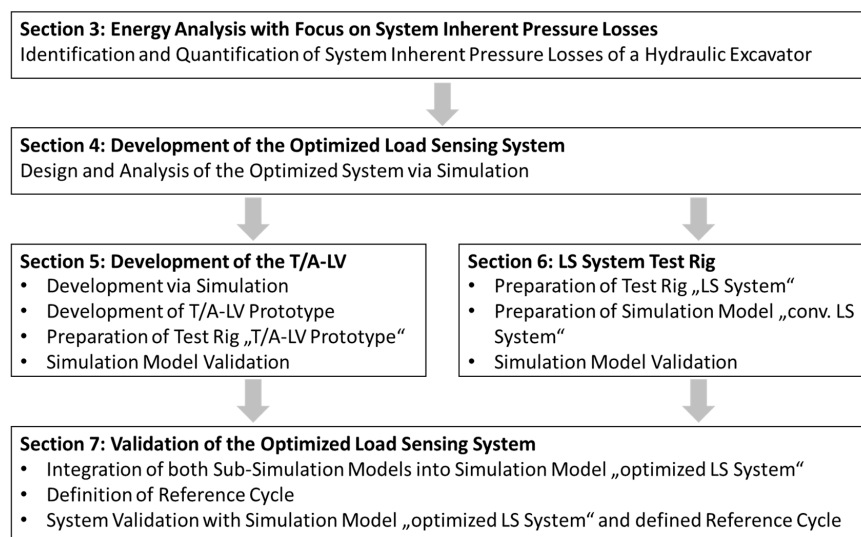 Section 3: Energy Analysis with Focus on System Inherent Pressure Losses
Identification and Quantification of System Inherent Pressure Losses of a Hydraulic Excavator
Section 4: Development of the Optimized Load Sensing System
Design and Analysis of the Optimized System via Simulation
Section 5: Development of the T/A-LV
• Development via Simulation
• Development of T/A-LV Prototype
• Preparation of Test Rig „T/A-LV Prototype“
• Simulation Model Validation
Section 6: LS System Test Rig
• Preparation of Test Rig „LS System“
• Preparation of Simulation Model „conv. LS
System“
• Simulation Model Validation
Section 7: Validation of the Optimized Load Sensing System
• Integration of both Sub-Simulation Models into Simulation Model „optimized LS System“
• Definition of Reference Cycle
• System Validation with Simulation Model „optimized LS System“ and defined Reference Cycle